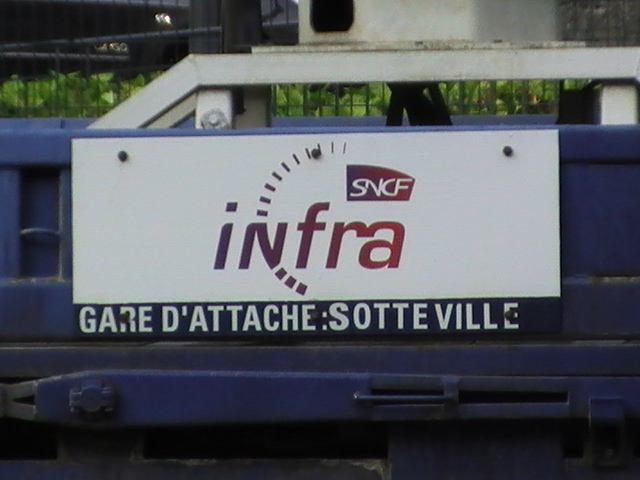 SNCF
infra
GARE D'ATTACHE:SOTTEVILLE